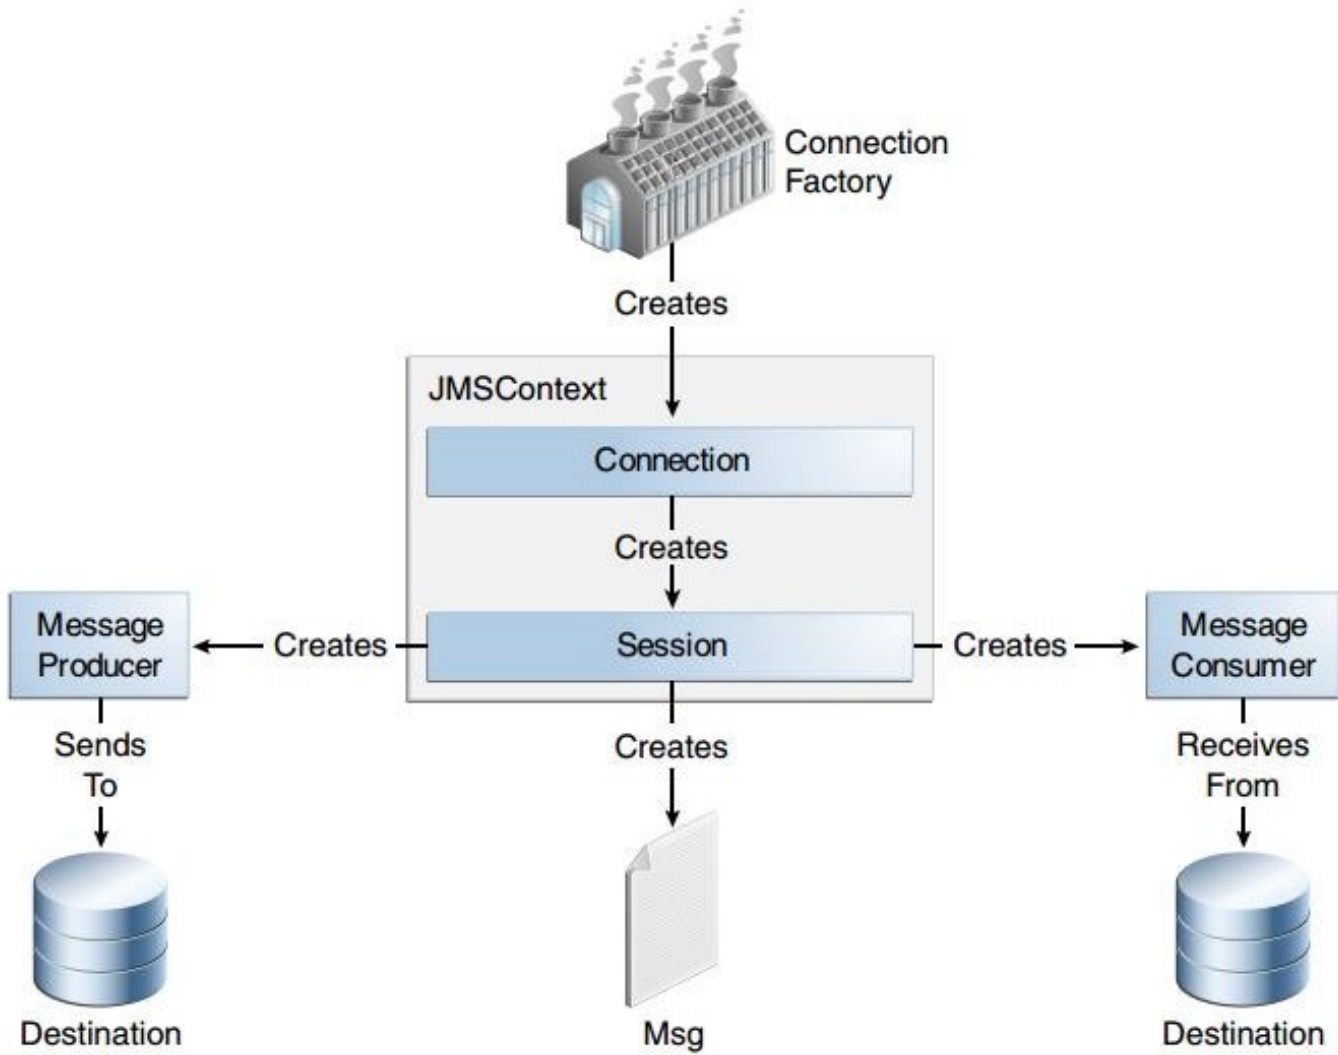 Connection
Factory
Creates
JMSContext
Connection
Creates
Message
Producer
Creates
Session
Creates
Message
Consumer
Sends
To
Creates
Receives
From
Destination
Msg
Destination